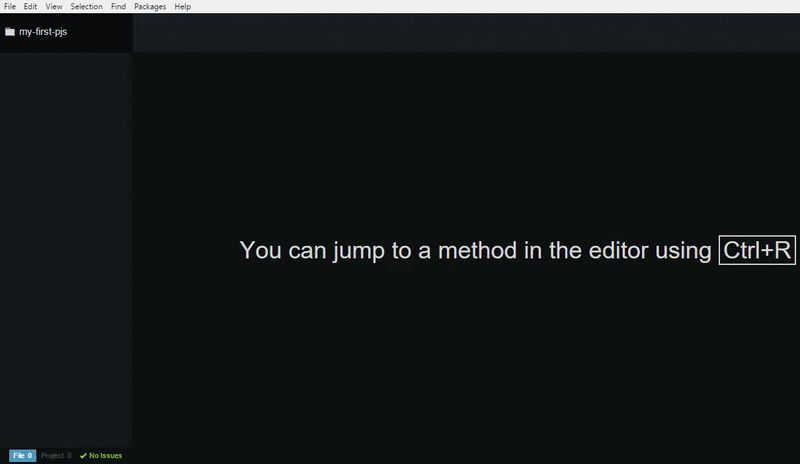 File Edit View Selection Find Packages Help
my-first-pjs
You can jump to a method in the editor using Ctrl+R
File 0 Project 0 No Issues